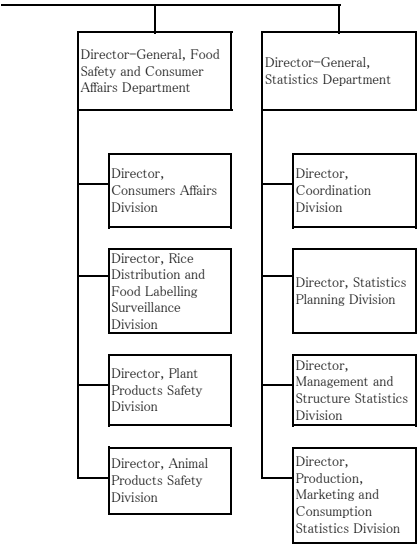 Director-General, Food
Safety and Consumer
Affairs Department
Director,
Consumers Affairs
Division
Director, Rice
Distribution and
Food Labelling
Surveillance
Division
Director, Plant
Products Safety
Division
Director, Animal
Products Safety
Division
Director-General,
Statistics Department
Director,
Coordination
Division
Director, Statistics
Planning Division
Director,
Management and
Structure Statistics
Division
Director,
Production,
Marketing and
Consumption
Statistics Division